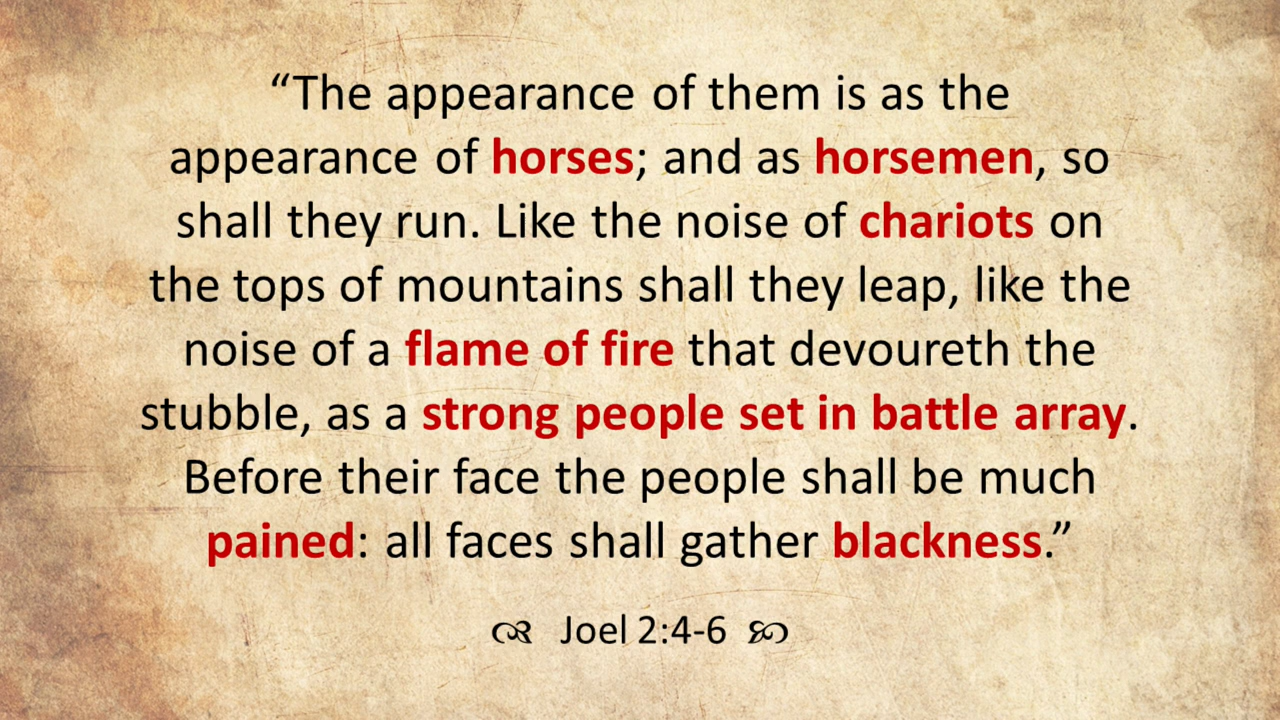 “The appearance of them is as the
appearance of horses; and as horsemen, so
shall they run. Like the noise of chariots on
the tops of mountains shall they leap, like the
noise of a flame of fire that devoureth the
stubble, as a strong people set in battle array.
Before their face the people shall be much
pained: all faces shall gather blackness.”
Joel 2:4-6